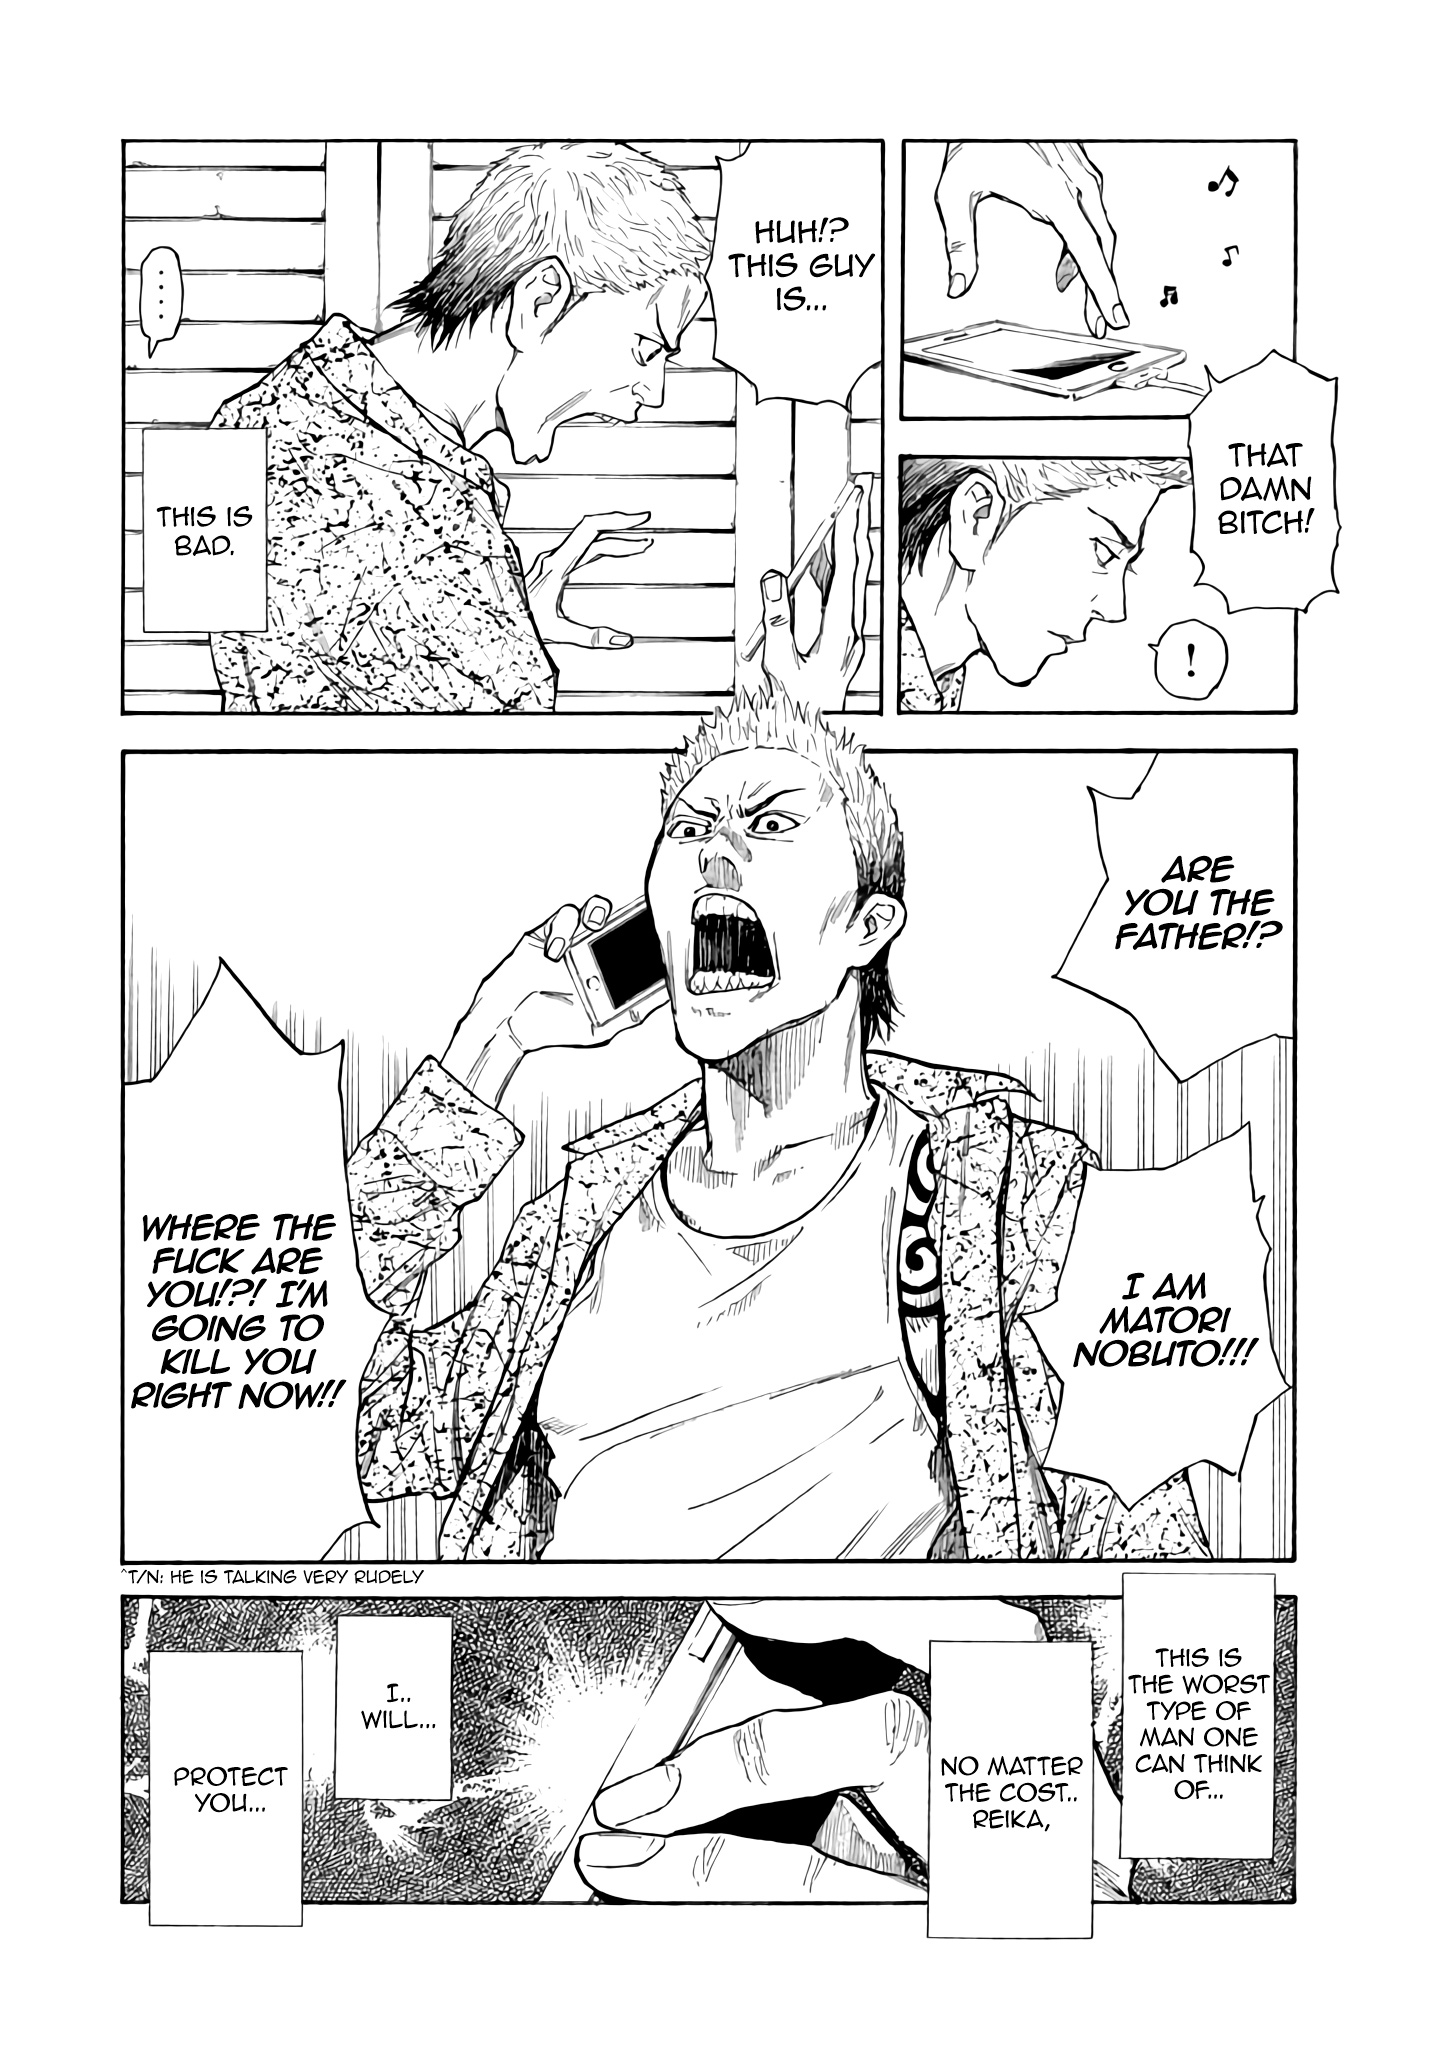 THAT
DAMN
BITCH!
!
HUH!?
THIS GUY
IS...
....
THIS IS
BAD.
ARE
YOU THE
FATHER!?
I AM
MATORI
NOBUTO!!!
WHERE THE
FUCK ARE
YOU!?! I'M
GOING TO
KILL YOU
RIGHT NOW!!
^T/N: HE IS TALKING VERY RUDELY
THIS IS
THE WORST
TYPE OF
MAN ONE
CAN THINK
OF...
NO MATTER
THE COST..
REIKA,
I..
WILL...
PROTECT
YOU...